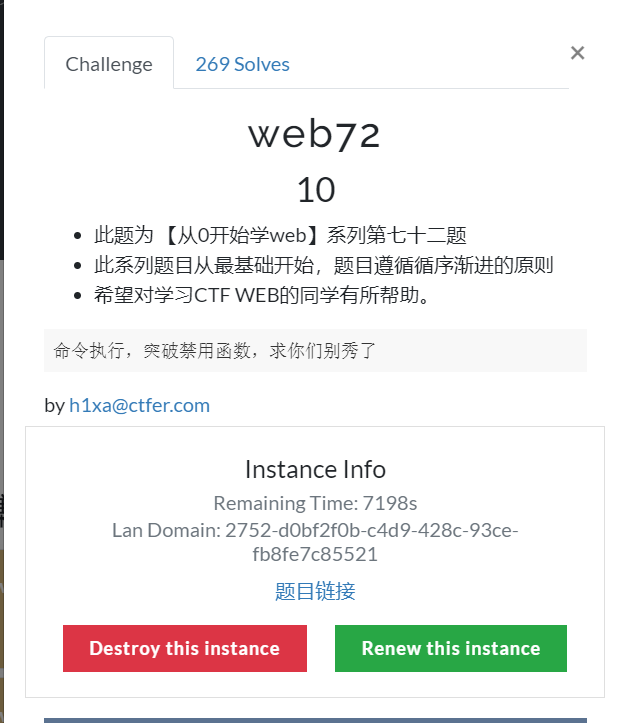 Challenge
269 Solves
×
web72
10
此题为 【从0开始学web】系列第七十二题
此系列题目从最基础开始，题目遵循循序渐进的原则
希望对学习CTF WEB的同学有所帮助。
命令执行，突破禁用函数，求你们别秀了
by h1xa@ctfer.com
Instance Info
Remaining Time: 7198s
Lan Domain: 2752-d0bf2f0b-c4d9-428c-93ce-
fb8fe7c85521
题目链接
Destroy this instance
Renew this instance